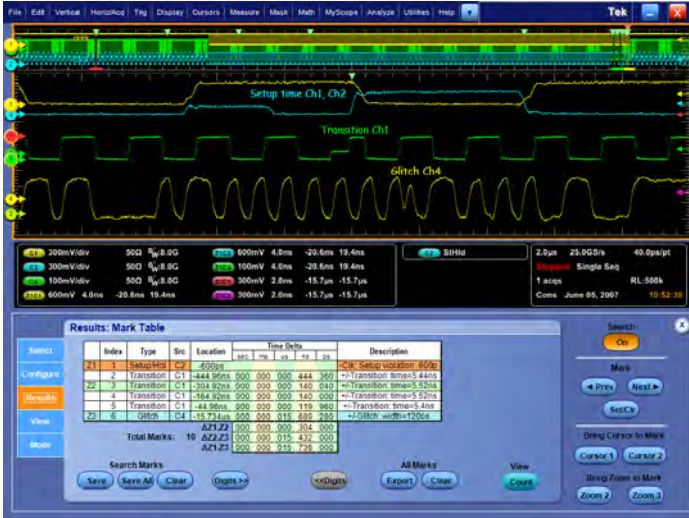 File Edit Vertical Horiz/Acq Trig Display Cursors Measure Mask Math MyScope Analyze Utilities Help Tek
Setup time Ch1, Ch2
Transition Ch1
Glitch Ch4
300mV/div 50Ω 8.0G 600mV 4.0ns -20.6ns 19.4ns C2 StHld 2.0µs 25.0GS/s 40.0ps/pt
300mV/div 50Ω 8.0G 100mV 4.0ns -20.6ns 19.4ns Stopped Single Seq
100mV/div 50Ω 8.0G 300mV 2.0ns -15.7µs -15.7µs 1 acqs RL:500k
600mV 4.0ns -20.6ns 19.4ns 300mV 2.0ns -15.7µs -15.7µs Cons June 05, 2007 10:52:38
Results: Mark Table
Select
Configure
Results
View
Mode
Index Type Src Location Time Delta Description
sec ms us ns ps
Z1 1 Setup/Hol C2 -600ps -Clk: Setup violation: 600p
2 Transition C1 -444.96ns 000 000 000 444 360 +/-Transition: time=5.44ns
Z2 3 Transition C1 -304.92ns 000 000 000 140 040 +/-Transition: time=5.52ns
4 Transition C1 -164.92ns 000 000 000 140 000 +/-Transition: time=5.52ns
5 Transition C1 -44.96ns 000 000 000 119 960 +/-Transition: time=5.4ns
Z3 6 Glitch C4 -15.734us 000 000 015 689 280 +/-Glitch: width=120ps
ΔZ1.Z2 000 000 000 304 000
Total Marks: 10 ΔZ2.Z3 000 000 015 432 000
ΔZ1.Z3 000 000 015 736 000
Search Marks
Save Save All Clear Digits >> <<Digits
All Marks
Export Clear
View
Count
Search
On
Mark
Prev Next
Set/Clr
Bring Cursor to Mark
Cursor 1 Cursor 2
Bring Zoom to Mark
Zoom 2 Zoom 3